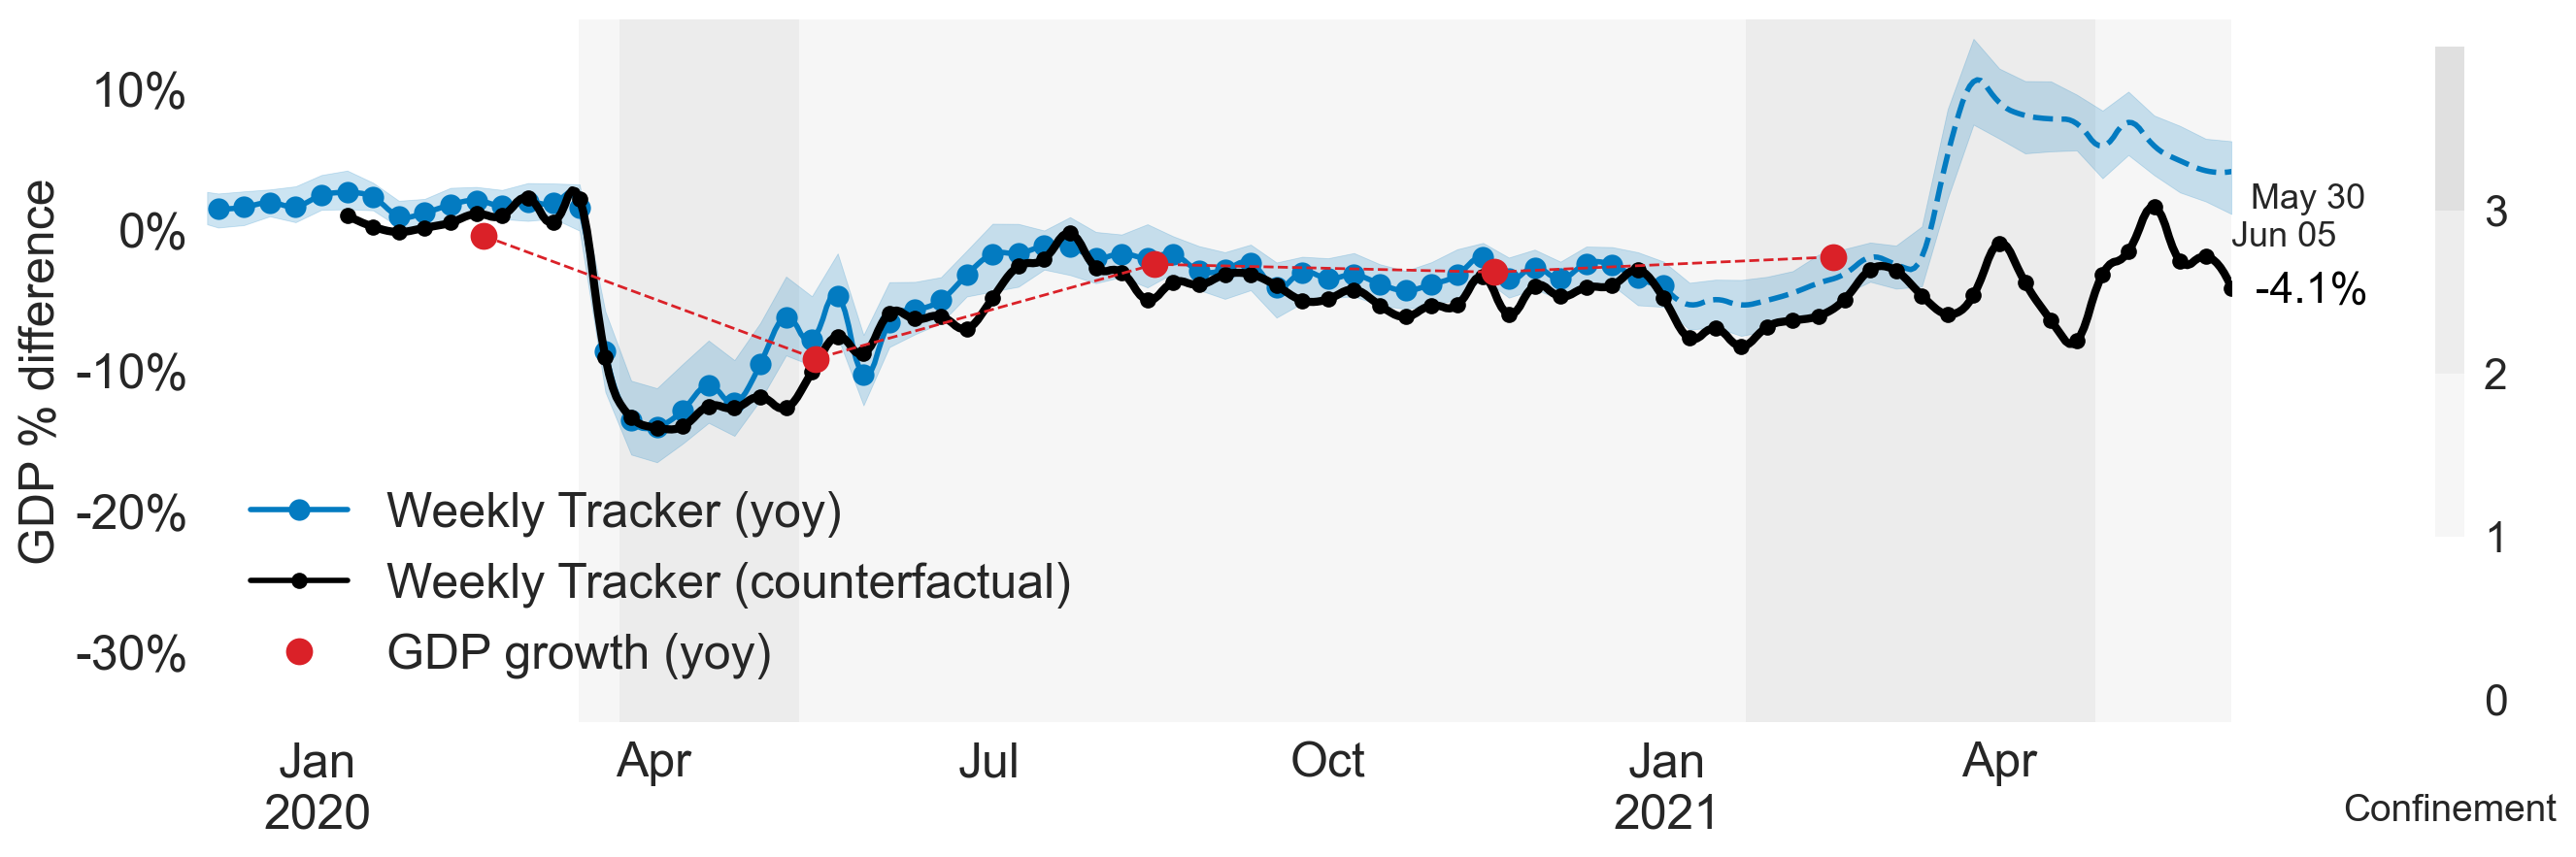 GDP % difference
10%
0%
-10%
-20%
-30%
Weekly Tracker (yoy)
Weekly Tracker (counterfactual)
GDP growth (yoy)
Jan
2020
Apr
Jul
Oct
Jan
2021
Apr
May 30
Jun 05
-4.1%
3
2
1
0
Confinement